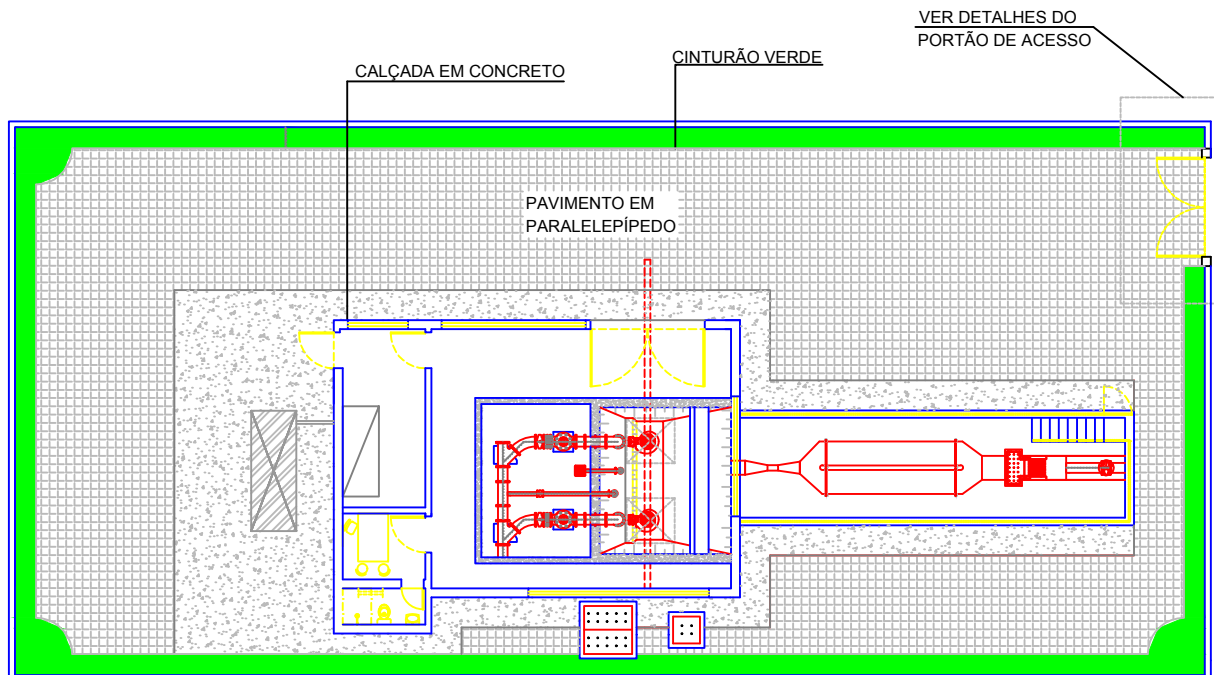 VER DETALHES DO
PORTÃO DE ACESSO
CINTURÃO VERDE
CALÇADA EM CONCRETO
PAVIMENTO EM
PARALELEPÍPEDO